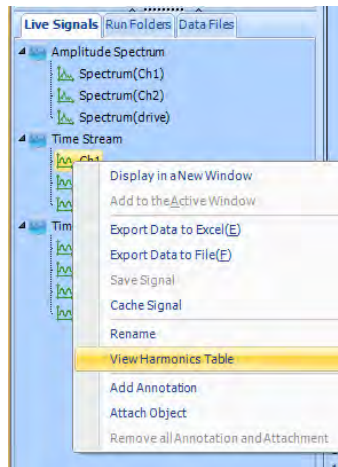 Live Signals Run Folders Data Files
Amplitude Spectrum
Spectrum(Ch1)
Spectrum(Ch2)
Spectrum(drive)
Time Stream
Ch1
Display in a New Window
Add to the Active Window
Export Data to Excel(E)
Tim
Export Data to File(F)
Save Signal
Cache Signal
Rename
View Harmonics Table
Add Annotation
Attach Object
Remove all Annotation and Attachment